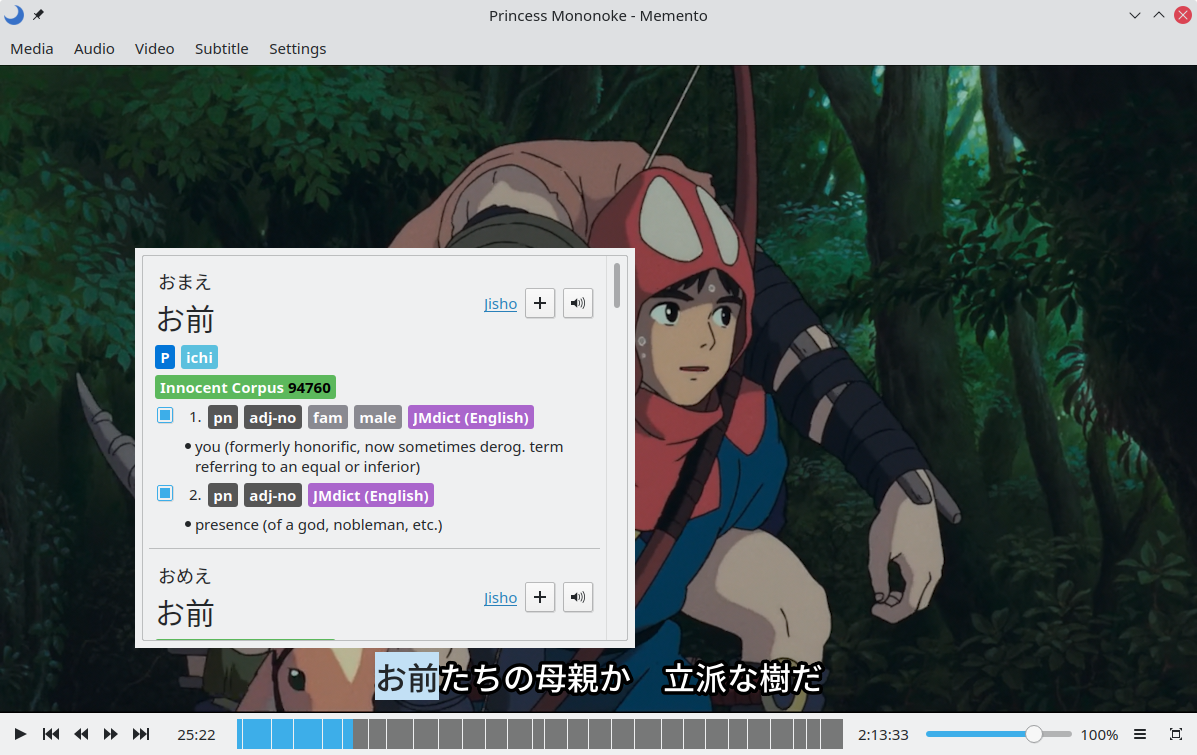 Princess Mononoke - Memento
Media Audio Video Subtitle Settings
おまえ
お前
Jisho
P ichi
Innocent Corpus 94760
1. pn adj-no fam male JMdict (English)
• you (formerly honorific, now sometimes derog. term
referring to an equal or inferior)
2. pn adj-no JMdict (English)
• presence (of a god, nobleman, etc.)
おめえ
お前
Jisho
お前たちの母親か　立派な樹だ
25:22 2:13:33 100%